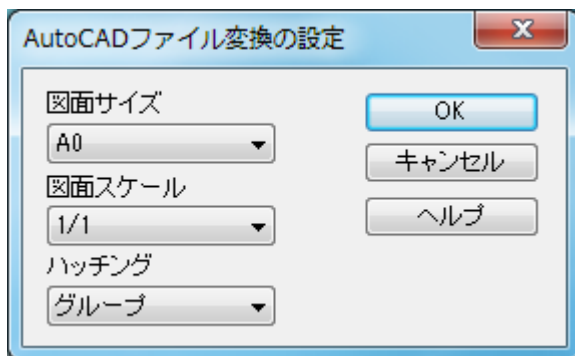 AutoCADファイル変換の設定
図面サイズ
A0
図面スケール
1/1
ハッチング
グループ
OK
キャンセル
ヘルプ